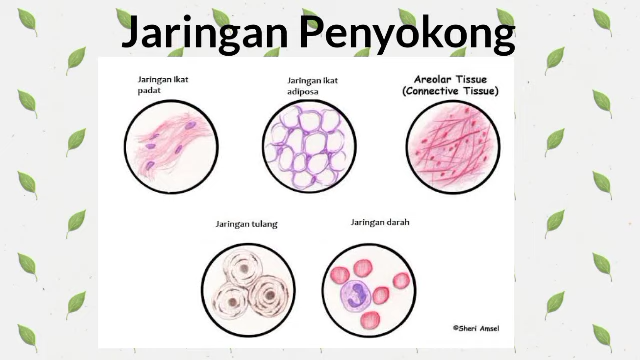 Jaringan Penyokong
Jaringan Ikat
padat
Jaringan ikat
adiposa
Areolar Tissue
(Connective Tissue)
Jaringan tulang
Jaringan darah
©Sheri Amsel